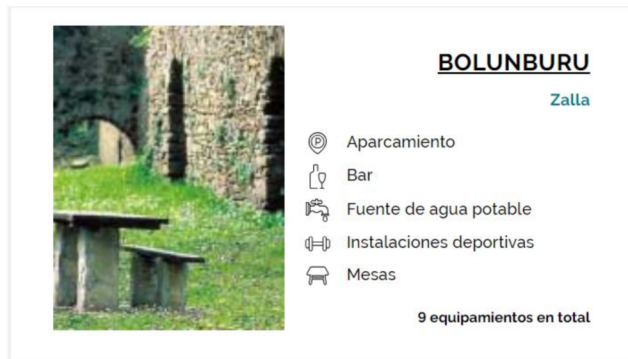 BOLUNBURU
Zalla
Aparcamiento
Bar
Fuente de agua potable
Instalaciones deportivas
Mesas
9 equipamientos en total